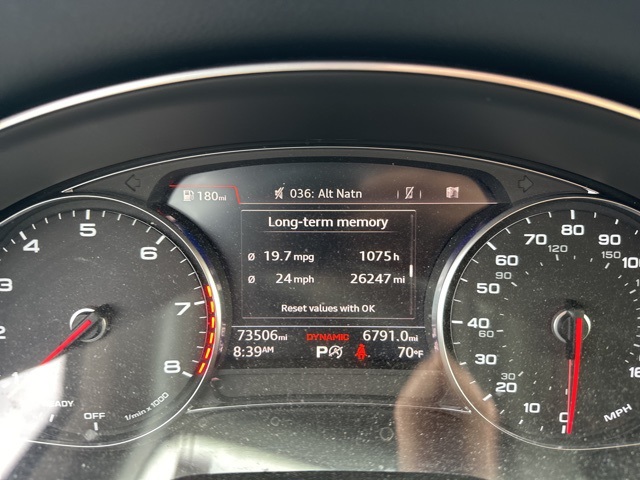 180mi
036: Alt Natn
Long-term memory
Ø 19.7 mpg 1075 h
Ø 24 mph 26247 mi
Reset values with OK
73506mi DYNAMIC 6791.0mi
8:39AM P 70°F
2 3 4 5 6 7 8
READY OFF 1/min x 1000
0 10 20 30 40 50 60 70 80 90 100
30 50 70 90 120 150
MPH